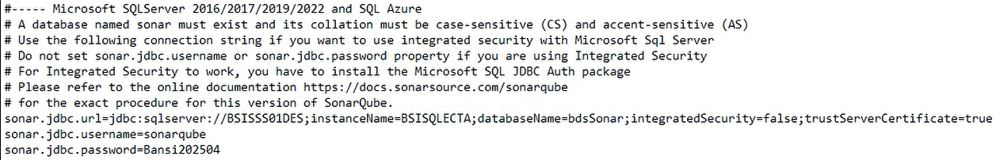 #----- Microsoft SQLServer 2016/2017/2019/2022 and SQL Azure
# A database named sonar must exist and its collation must be case-sensitive (CS) and accent-sensitive (AS)
# Use the following connection string if you want to use integrated security with Microsoft Sql Server
# Do not set sonar.jdbc.username or sonar.jdbc.password property if you are using Integrated Security
# For Integrated Security to work, you have to install the Microsoft SQL JDBC Auth package
# Please refer to the online documentation https://docs.sonarsource.com/sonarqube
# for the exact procedure for this version of SonarQube.
sonar.jdbc.url=jdbc:sqlserver://BSISSS01DES;instanceName=BSISQLECTA;databaseName=bdsSonar;integratedSecurity=false;trustServerCertificate=true
sonar.jdbc.username=sonarqube
sonar.jdbc.password=Bansi202504